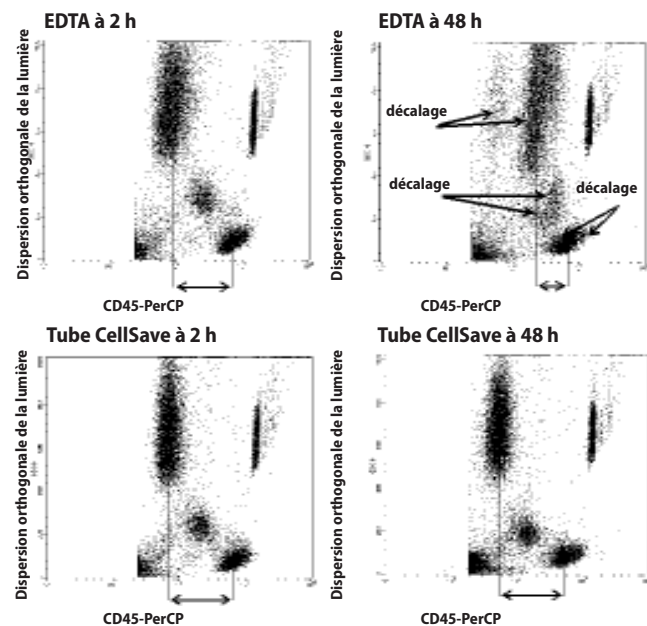 EDTA à 2 h
EDTA à 48 h
Dispersion orthogonale de la lumière
Dispersion orthogonale de la lumière
décalage
décalage
décalage
CD45-PerCP
CD45-PerCP
Tube CellSave à 2 h
Tube CellSave à 48 h
Dispersion orthogonale de la lumière
Dispersion orthogonale de la lumière
CD45-PerCP
CD45-PerCP